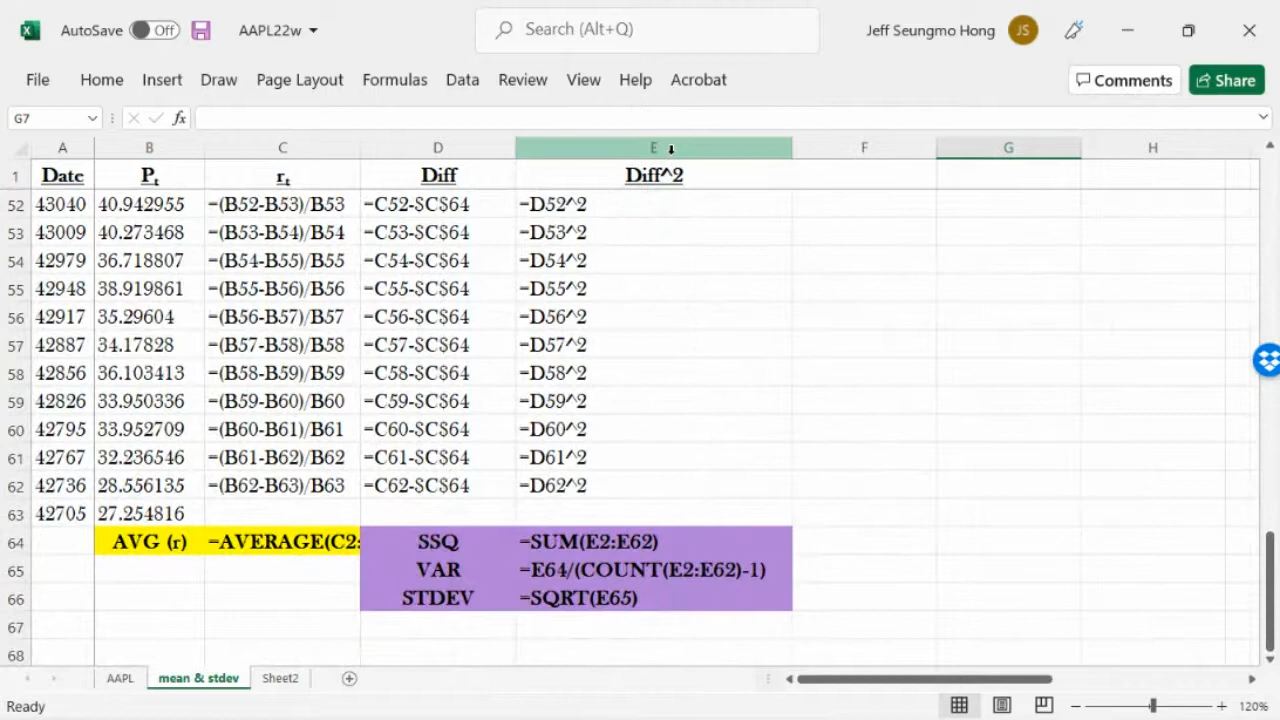 AutoSave Off AAPL22w Search (Alt+Q) Jeff Seungmo Hong JS
File Home Insert Draw Page Layout Formulas Data Review View Help Acrobat Comments Share
G7 fx
A B C D E F G H
1 Date Pt rt Diff Diff^2
52 43040 40.942955 =(B52-B53)/B53 =C52-$C$64 =D52^2
53 43009 40.273468 =(B53-B54)/B54 =C53-$C$64 =D53^2
54 42979 36.718807 =(B54-B55)/B55 =C54-$C$64 =D54^2
55 42948 38.919861 =(B55-B56)/B56 =C55-$C$64 =D55^2
56 42917 35.29604 =(B56-B57)/B57 =C56-$C$64 =D56^2
57 42887 34.17828 =(B57-B58)/B58 =C57-$C$64 =D57^2
58 42856 36.103413 =(B58-B59)/B59 =C58-$C$64 =D58^2
59 42826 33.950336 =(B59-B60)/B60 =C59-$C$64 =D59^2
60 42795 33.952709 =(B60-B61)/B61 =C60-$C$64 =D60^2
61 42767 32.236546 =(B61-B62)/B62 =C61-$C$64 =D61^2
62 42736 28.556135 =(B62-B63)/B63 =C62-$C$64 =D62^2
63 42705 27.254816
64 AVG (r) =AVERAGE(C2: SSQ =SUM(E2:E62)
65 VAR =E64/(COUNT(E2:E62)-1)
66 STDEV =SQRT(E65)
67
68
AAPL mean & stdev Sheet2
Ready 120%